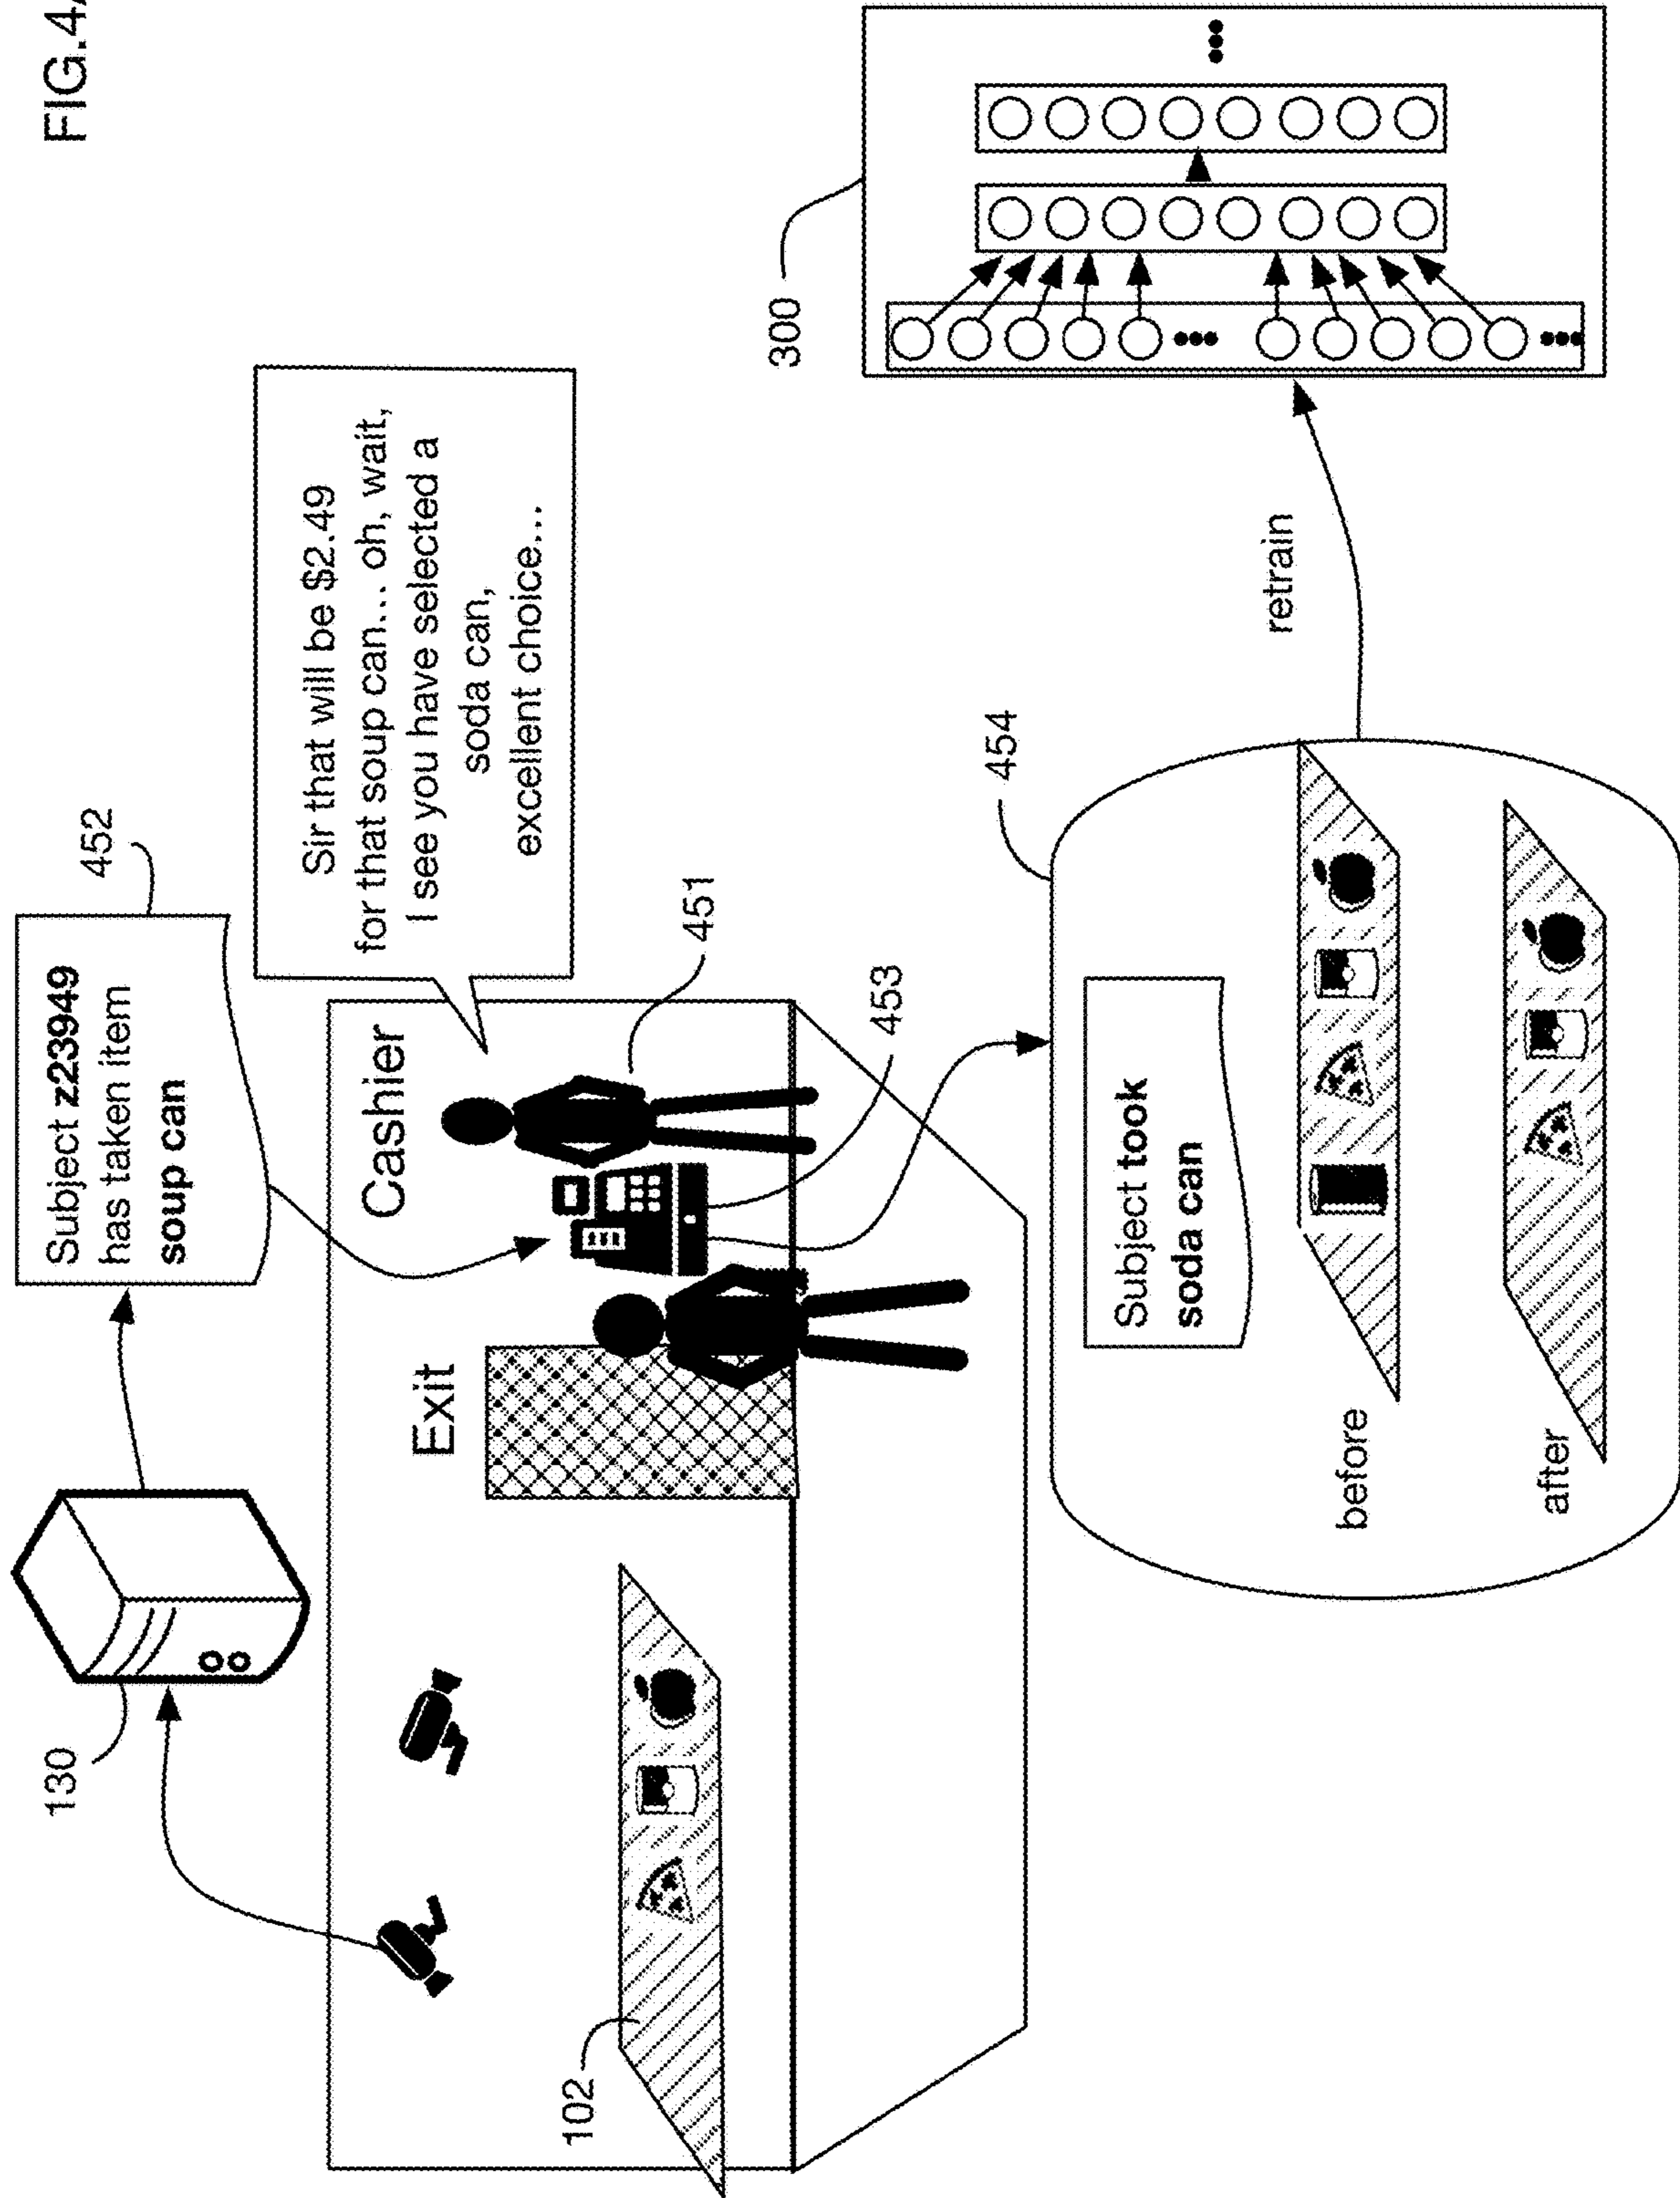 FIG.4A
130
452
Subject z23949
has taken item
soup can
Sir that will be $2.49
for that soup can... oh, wait,
I see you have selected a
soda can,
excellent choice...
Exit
Cashier
451
453
102
454
Subject took
soda can
before
after
retrain
300